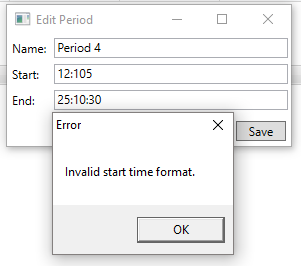 Edit Period
Name: Period 4
Start: 12:105
End: 25:10:30
Error
Invalid start time format.
OK
Save